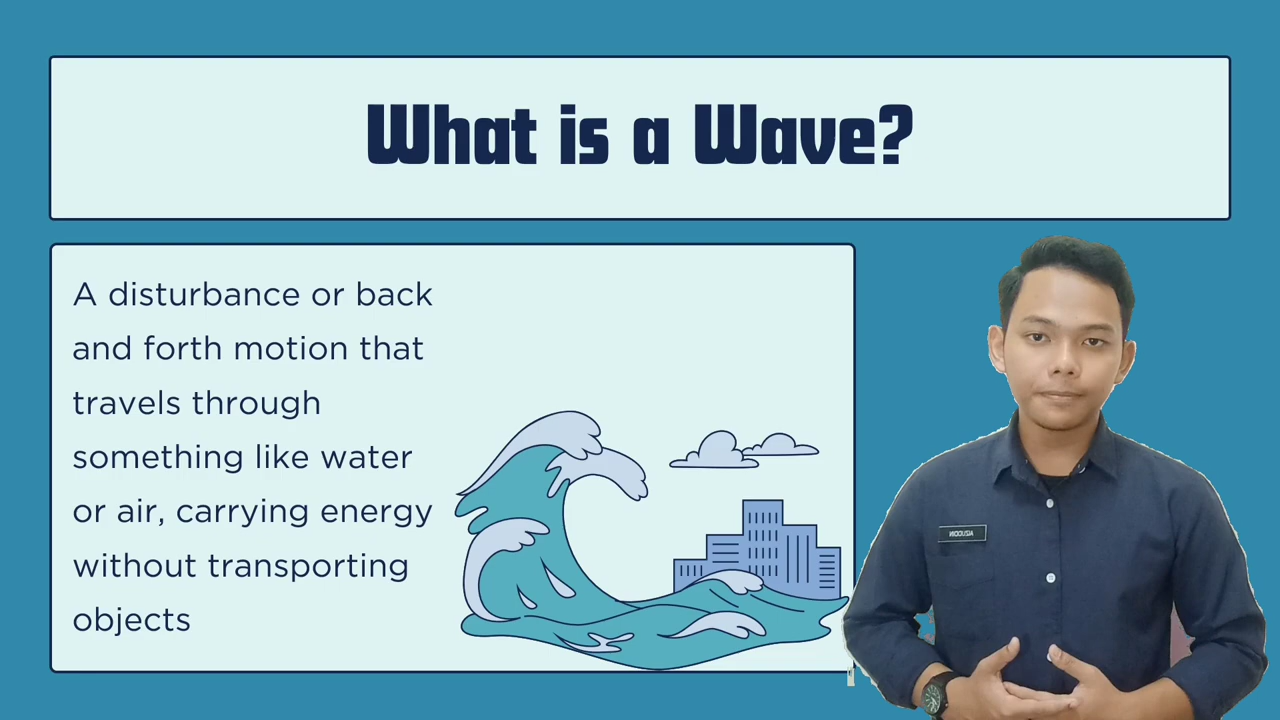 What is a Wave?
A disturbance or back
and forth motion that
travels through
something like water
or air, carrying energy
without transporting
objects